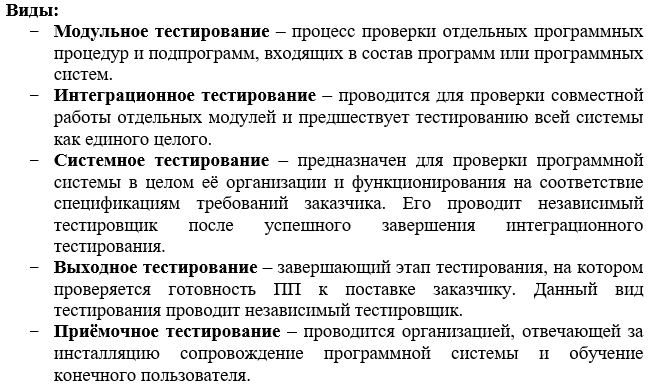 Виды:
− Модульное тестирование – процесс проверки отдельных программных
процедур и подпрограмм, входящих в состав программ или программных
систем.
− Интеграционное тестирование – проводится для проверки совместной
работы отдельных модулей и предшествует тестированию всей системы
как единого целого.
− Системное тестирование – предназначен для проверки программной
системы в целом её организации и функционирования на соответствие
спецификациям требований заказчика. Его проводит независимый
тестировщик после успешного завершения интеграционного
тестирования.
− Выходное тестирование – завершающий этап тестирования, на котором
проверяется готовность ПП к поставке заказчику. Данный вид
тестирования проводит независимый тестировщик.
− Приёмочное тестирование – проводится организацией, отвечающей за
инсталляцию сопровождение программной системы и обучение
конечного пользователя.